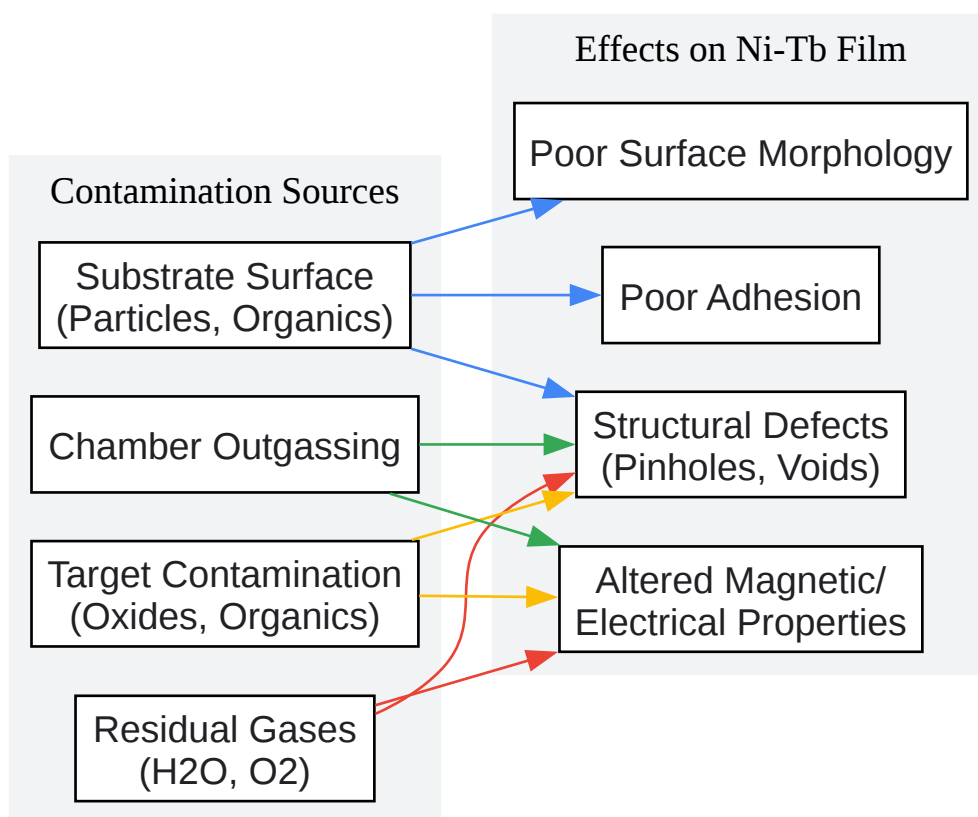 Contamination Sources
Substrate Surface
(Particles, Organics)
Chamber Outgassing
Target Contamination
(Oxides, Organics)
Residual Gases
(H2O, O2)
Effects on Ni-Tb Film
Poor Surface Morphology
Poor Adhesion
Structural Defects
(Pinholes, Voids)
Altered Magnetic/
Electrical Properties